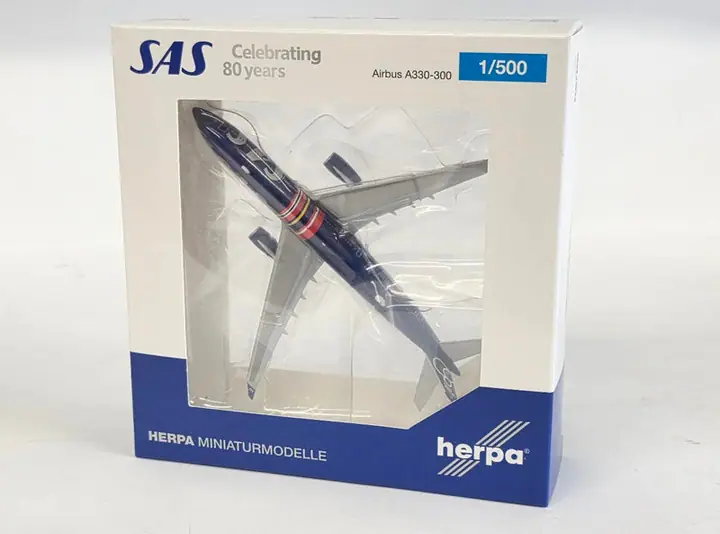 SAS
Celebrating
80 years
Airbus A330-300
1/500
HERPA MINIATURMODELLE
herpa®